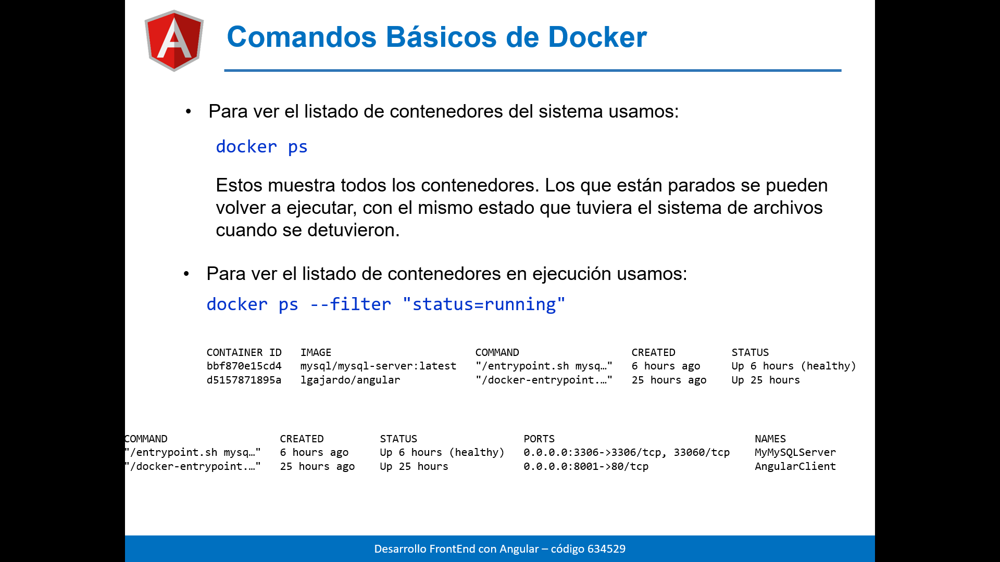 Comandos Básicos de Docker
• Para ver el listado de contenedores del sistema usamos:
docker ps
Estos muestra todos los contenedores. Los que están parados se pueden
volver a ejecutar, con el mismo estado que tuviera el sistema de archivos
cuando se detuvieron.
• Para ver el listado de contenedores en ejecución usamos:
docker ps --filter "status=running"
CONTAINER ID   IMAGE                       COMMAND                  CREATED         STATUS
bbf870e15cd4   mysql/mysql-server:latest   "/entrypoint.sh mysq…"   6 hours ago     Up 6 hours (healthy)
d5157871895a   lgajardo/angular            "/docker-entrypoint.…"   25 hours ago    Up 25 hours
COMMAND                  CREATED         STATUS                 PORTS                                NAMES
"/entrypoint.sh mysq…"   6 hours ago     Up 6 hours (healthy)   0.0.0.0:3306->3306/tcp, 33060/tcp    MyMySQLServer
"/docker-entrypoint.…"   25 hours ago    Up 25 hours            0.0.0.0:8001->80/tcp                 AngularClient
Desarrollo FrontEnd con Angular – código 634529